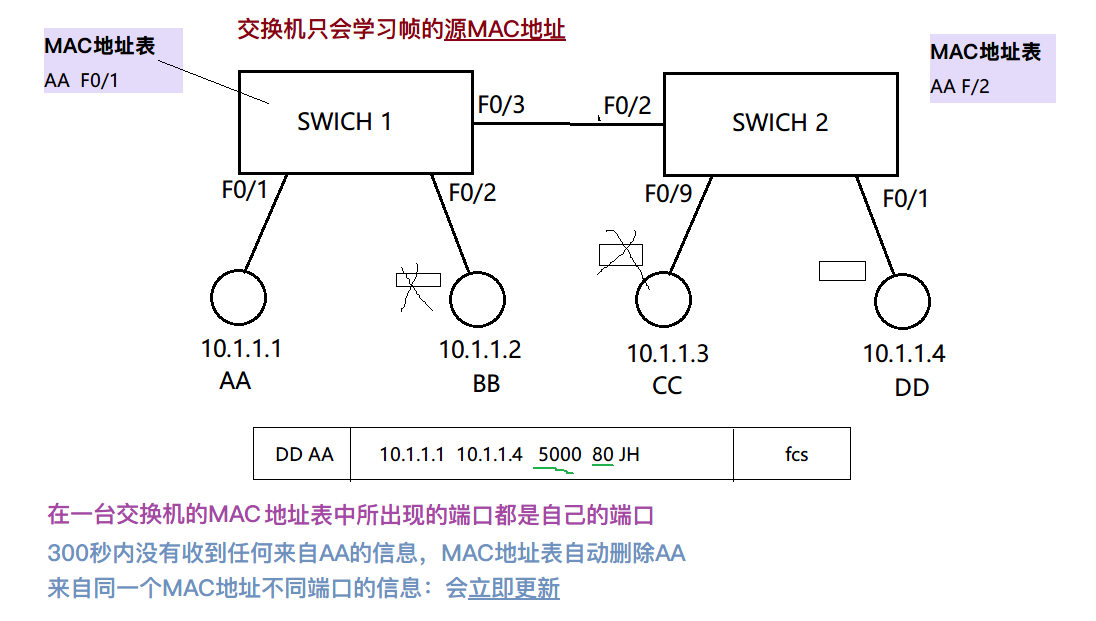 交换机只会学习帧的源MAC地址
MAC地址表
AA F0/1
MAC地址表
AA F/2
SWICH 1
F0/3
F0/2
SWICH 2
F0/1
F0/2
F0/9
F0/1
10.1.1.1
AA
10.1.1.2
BB
10.1.1.3
CC
10.1.1.4
DD
DD AA
10.1.1.1 10.1.1.4 5000 80 JH
fcs
在一台交换机的MAC地址表中所出现的端口都是自己的端口
300秒内没有收到任何来自AA的信息，MAC地址表自动删除AA
来自同一个MAC地址不同端口的信息：会立即更新